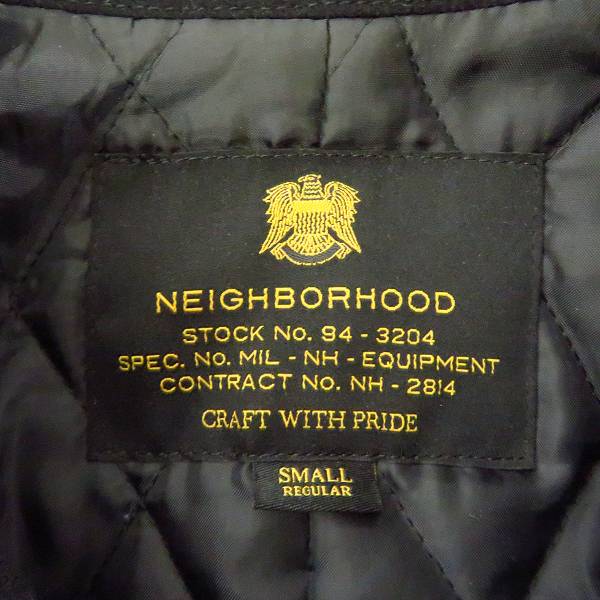 NEIGHBORHOOD
STOCK No. 94 - 3204
SPEC. No. MIL - NH - EQUIPMENT
CONTRACT No. NH - 2814
CRAFT WITH PRIDE
SMALL
REGULAR